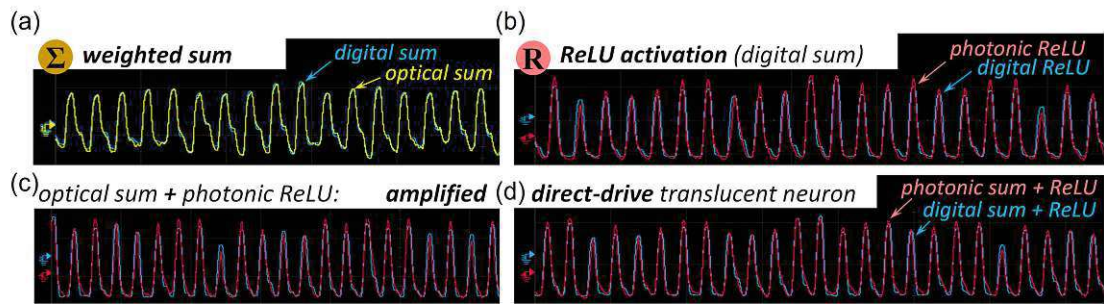 (a)
Σ weighted sum
digital sum
optical sum
(b)
R ReLU activation (digital sum)
photonic ReLU
digital ReLU
(c) optical sum + photonic ReLU: amplified
(d) direct-drive translucent neuron
photonic sum + ReLU
digital sum + ReLU